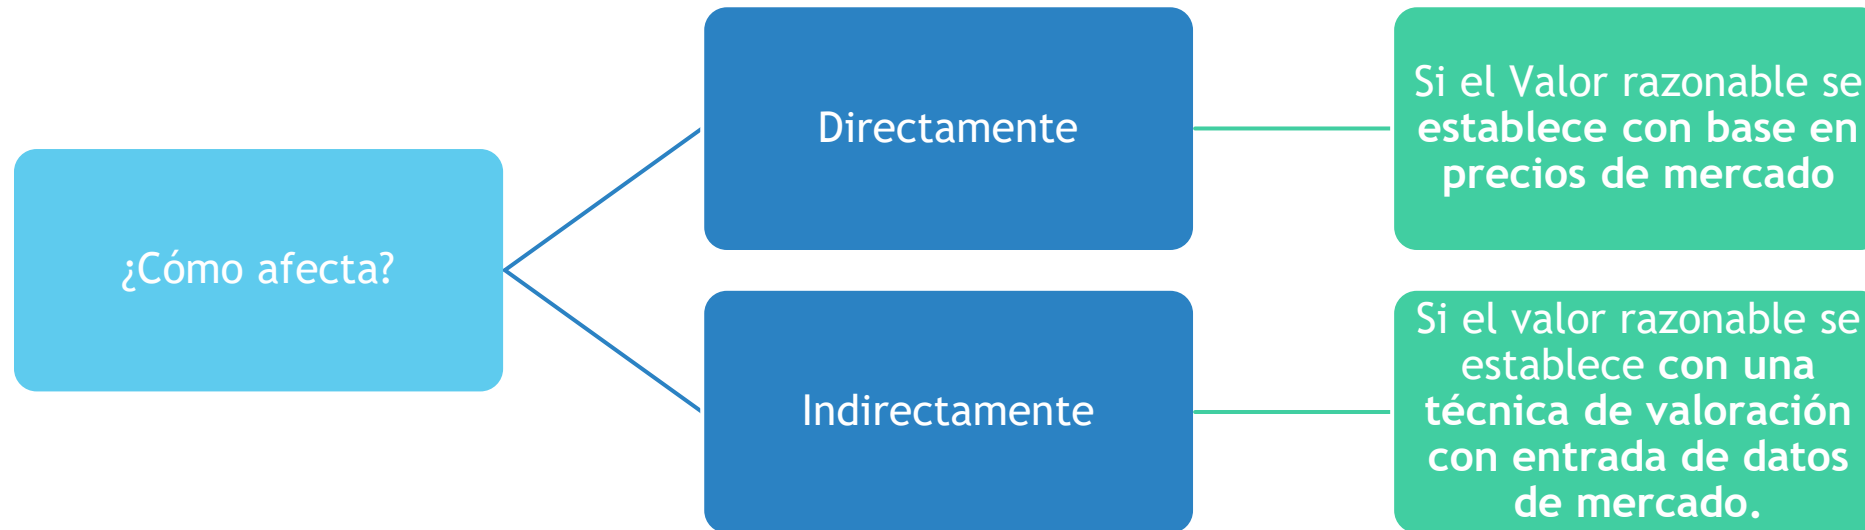 ¿Cómo afecta?
Directamente
Si el Valor razonable se
establece con base en
precios de mercado
Indirectamente
Si el valor razonable se
establece con una
técnica de valoración
con entrada de datos
de mercado.